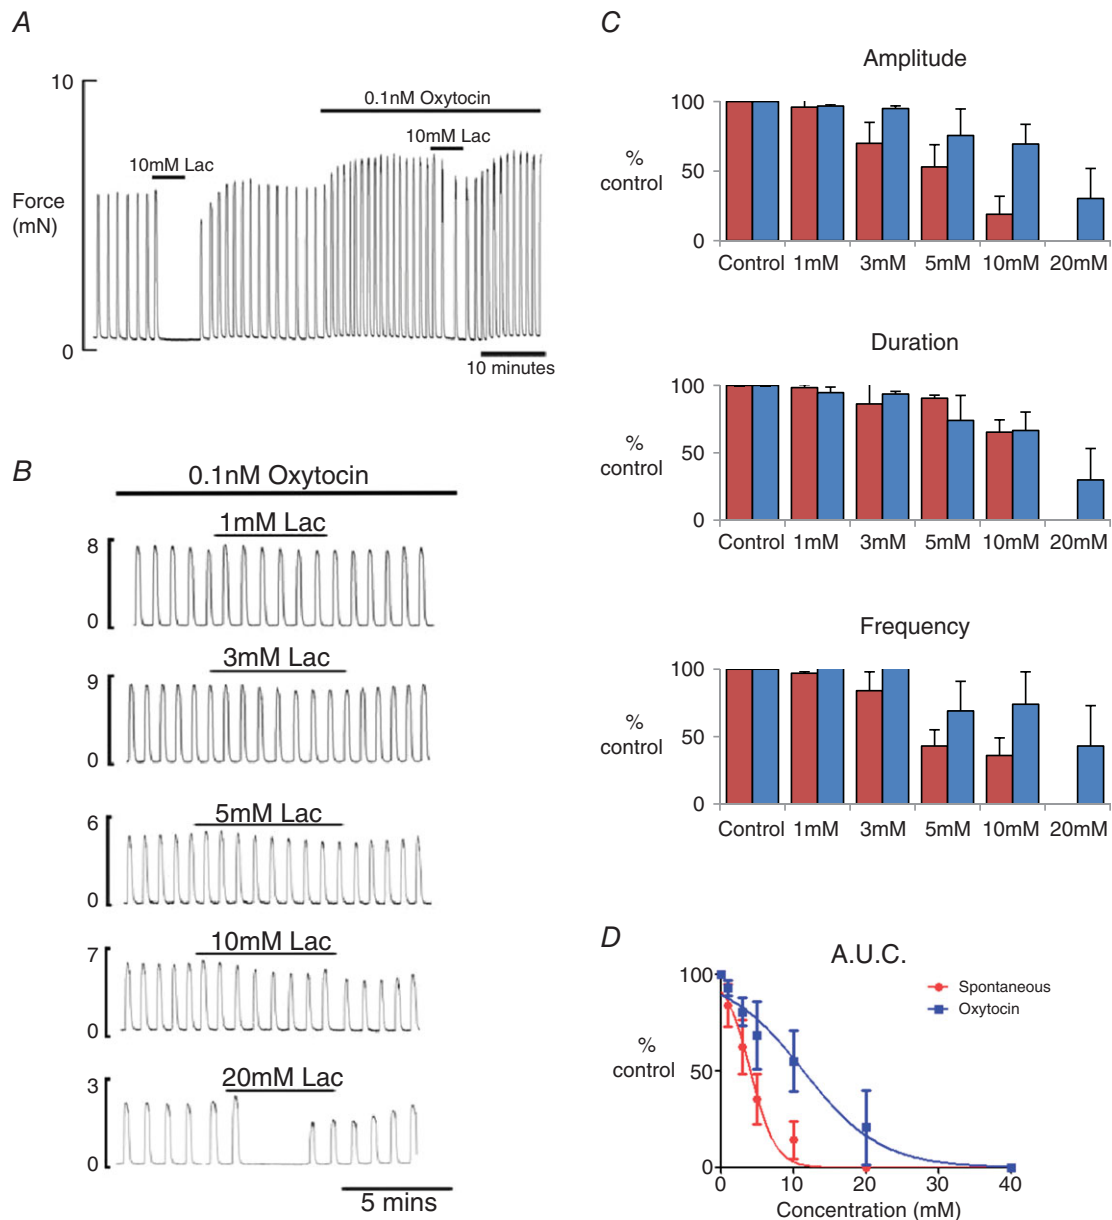 A
10
0.1nM Oxytocin
10mM Lac
10mM Lac
Force
(mN)
0
10 minutes
B
0.1nM Oxytocin
1mM Lac
8
0
3mM Lac
9
0
5mM Lac
6
0
10mM Lac
7
0
20mM Lac
3
0
5 mins
C
Amplitude
100
%
control
50
0
Control 1mM 3mM 5mM 10mM 20mM
Duration
100
%
control
50
0
Control 1mM 3mM 5mM 10mM 20mM
Frequency
100
%
control
50
0
Control 1mM 3mM 5mM 10mM 20mM
D
A.U.C.
100
Spontaneous
Oxytocin
%
control
50
0
0 10 20 30 40
Concentration (mM)